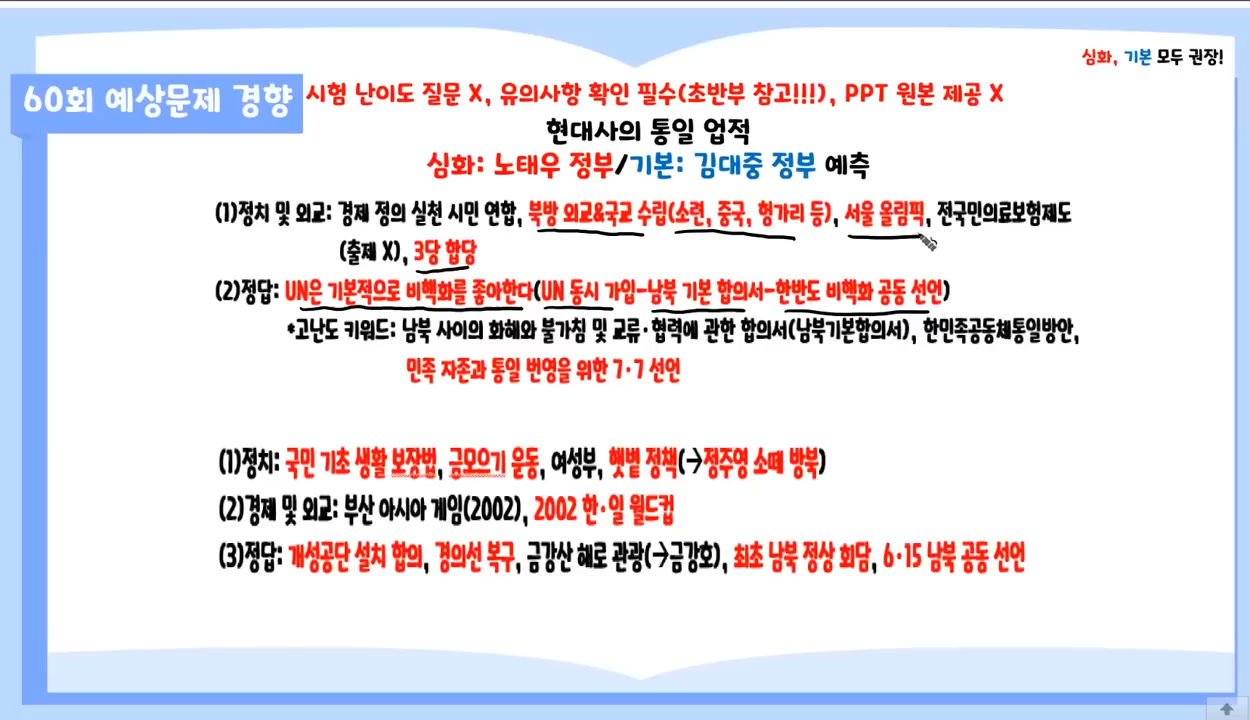 심화, 기본 모두 권장!
60회 예상문제 경향
시험 난이도 질문 X, 유의사항 확인 필수(초반부 참고!!!), PPT 원본 제공 X
현대사의 통일 업적
심화: 노태우 정부/기본: 김대중 정부 예측
(1)정치 및 외교: 경제 정의 실천 시민 연합, 북방 외교&국교 수립(소련, 중국, 헝가리 등), 서울 올림픽, 전국민의료보험제도
(출제 X), 3당 합당
(2)정답: UN은 기본적으로 비핵화를 좋아한다(UN 동시 가입-남북 기본 합의서-한반도 비핵화 공동 선언)
*고난도 키워드: 남북 사이의 화해와 불가침 및 교류·협력에 관한 합의서(남북기본합의서), 한민족공동체통일방안,
민족 자존과 통일 번영을 위한 7·7 선언
(1)정치: 국민 기초 생활 보장법, 금모으기 운동, 여성부, 햇볕 정책(→정주영 소떼 방북)
(2)경제 및 외교: 부산 아시아 게임(2002), 2002 한·일 월드컵
(3)정답: 개성공단 설치 합의, 경의선 복구, 금강산 해로 관광(→금강호), 최초 남북 정상 회담, 6·15 남북 공동 선언